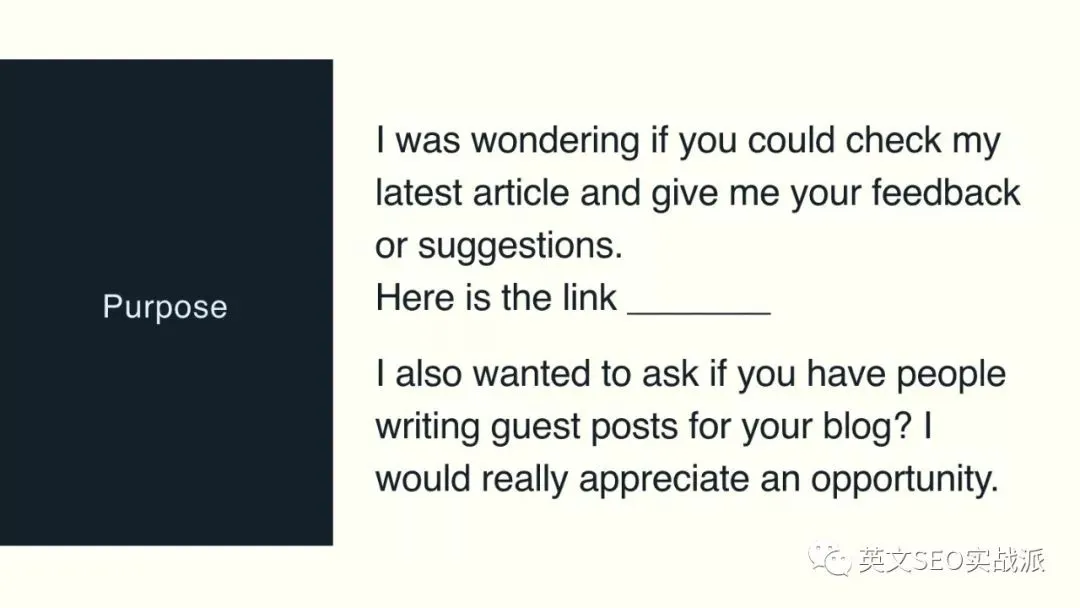 Purpose
I was wondering if you could check my
latest article and give me your feedback
or suggestions.
Here is the link ________
I also wanted to ask if you have people
writing guest posts for your blog? I
would really appreciate an opportunity.
英文SEO实战派